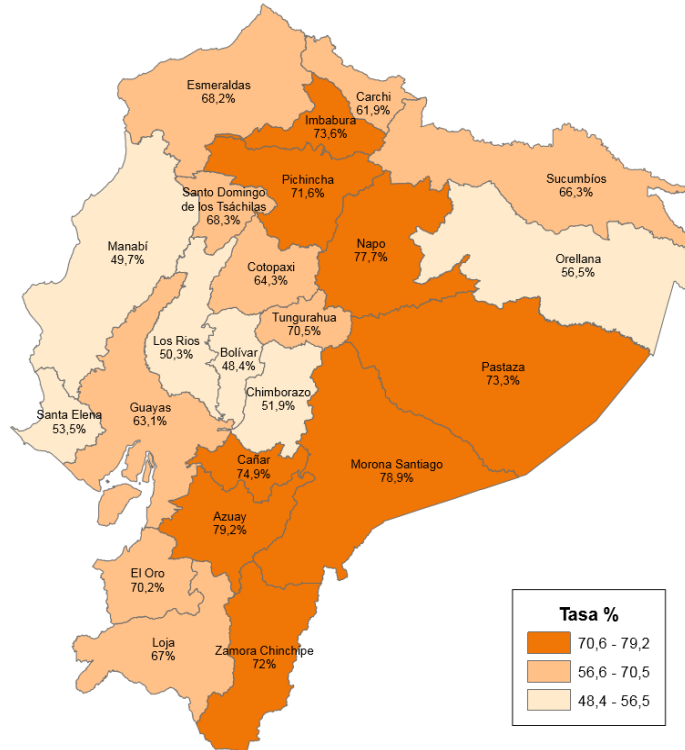 Esmeraldas
68,2%
Carchi
61,9%
Imbabura
73,6%
Sucumbíos
66,3%
Pichincha
71,6%
Santo Domingo
de los Tsáchilas
68,3%
Manabí
49,7%
Napo
77,7%
Orellana
56,5%
Cotopaxi
64,3%
Tungurahua
70,5%
Los Rios
50,3%
Bolívar
48,4%
Pastaza
73,3%
Chimborazo
51,9%
Santa Elena
53,5%
Guayas
63,1%
Cañar
74,9%
Morona Santiago
78,9%
Azuay
79,2%
El Oro
70,2%
Loja
67%
Zamora Chinchipe
72%
Tasa %
70,6 - 79,2
56,6 - 70,5
48,4 - 56,5